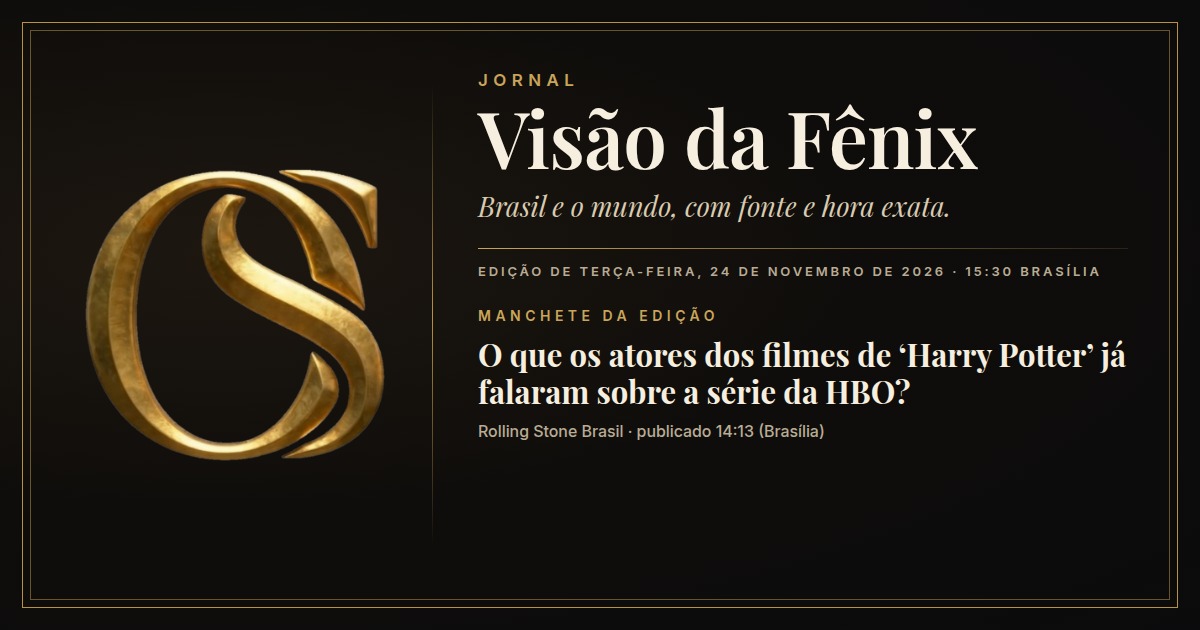 JORNAL
Visão da Fênix
Brasil e o mundo, com fonte e hora exata.
EDIÇÃO DE TERÇA-FEIRA, 24 DE NOVEMBRO DE 2026 · 15:30 BRASÍLIA
MANCHETE DA EDIÇÃO
O que os atores dos filmes de ‘Harry Potter’ já
falaram sobre a série da HBO?
Rolling Stone Brasil · publicado 14:13 (Brasília)